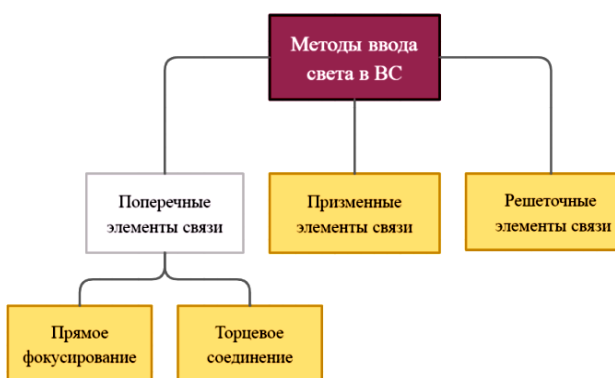 Методы ввода
света в ВС
Поперечные
элементы связи
Призменные
элементы связи
Решеточные
элементы связи
Прямое
фокусирование
Торцевое
соединение